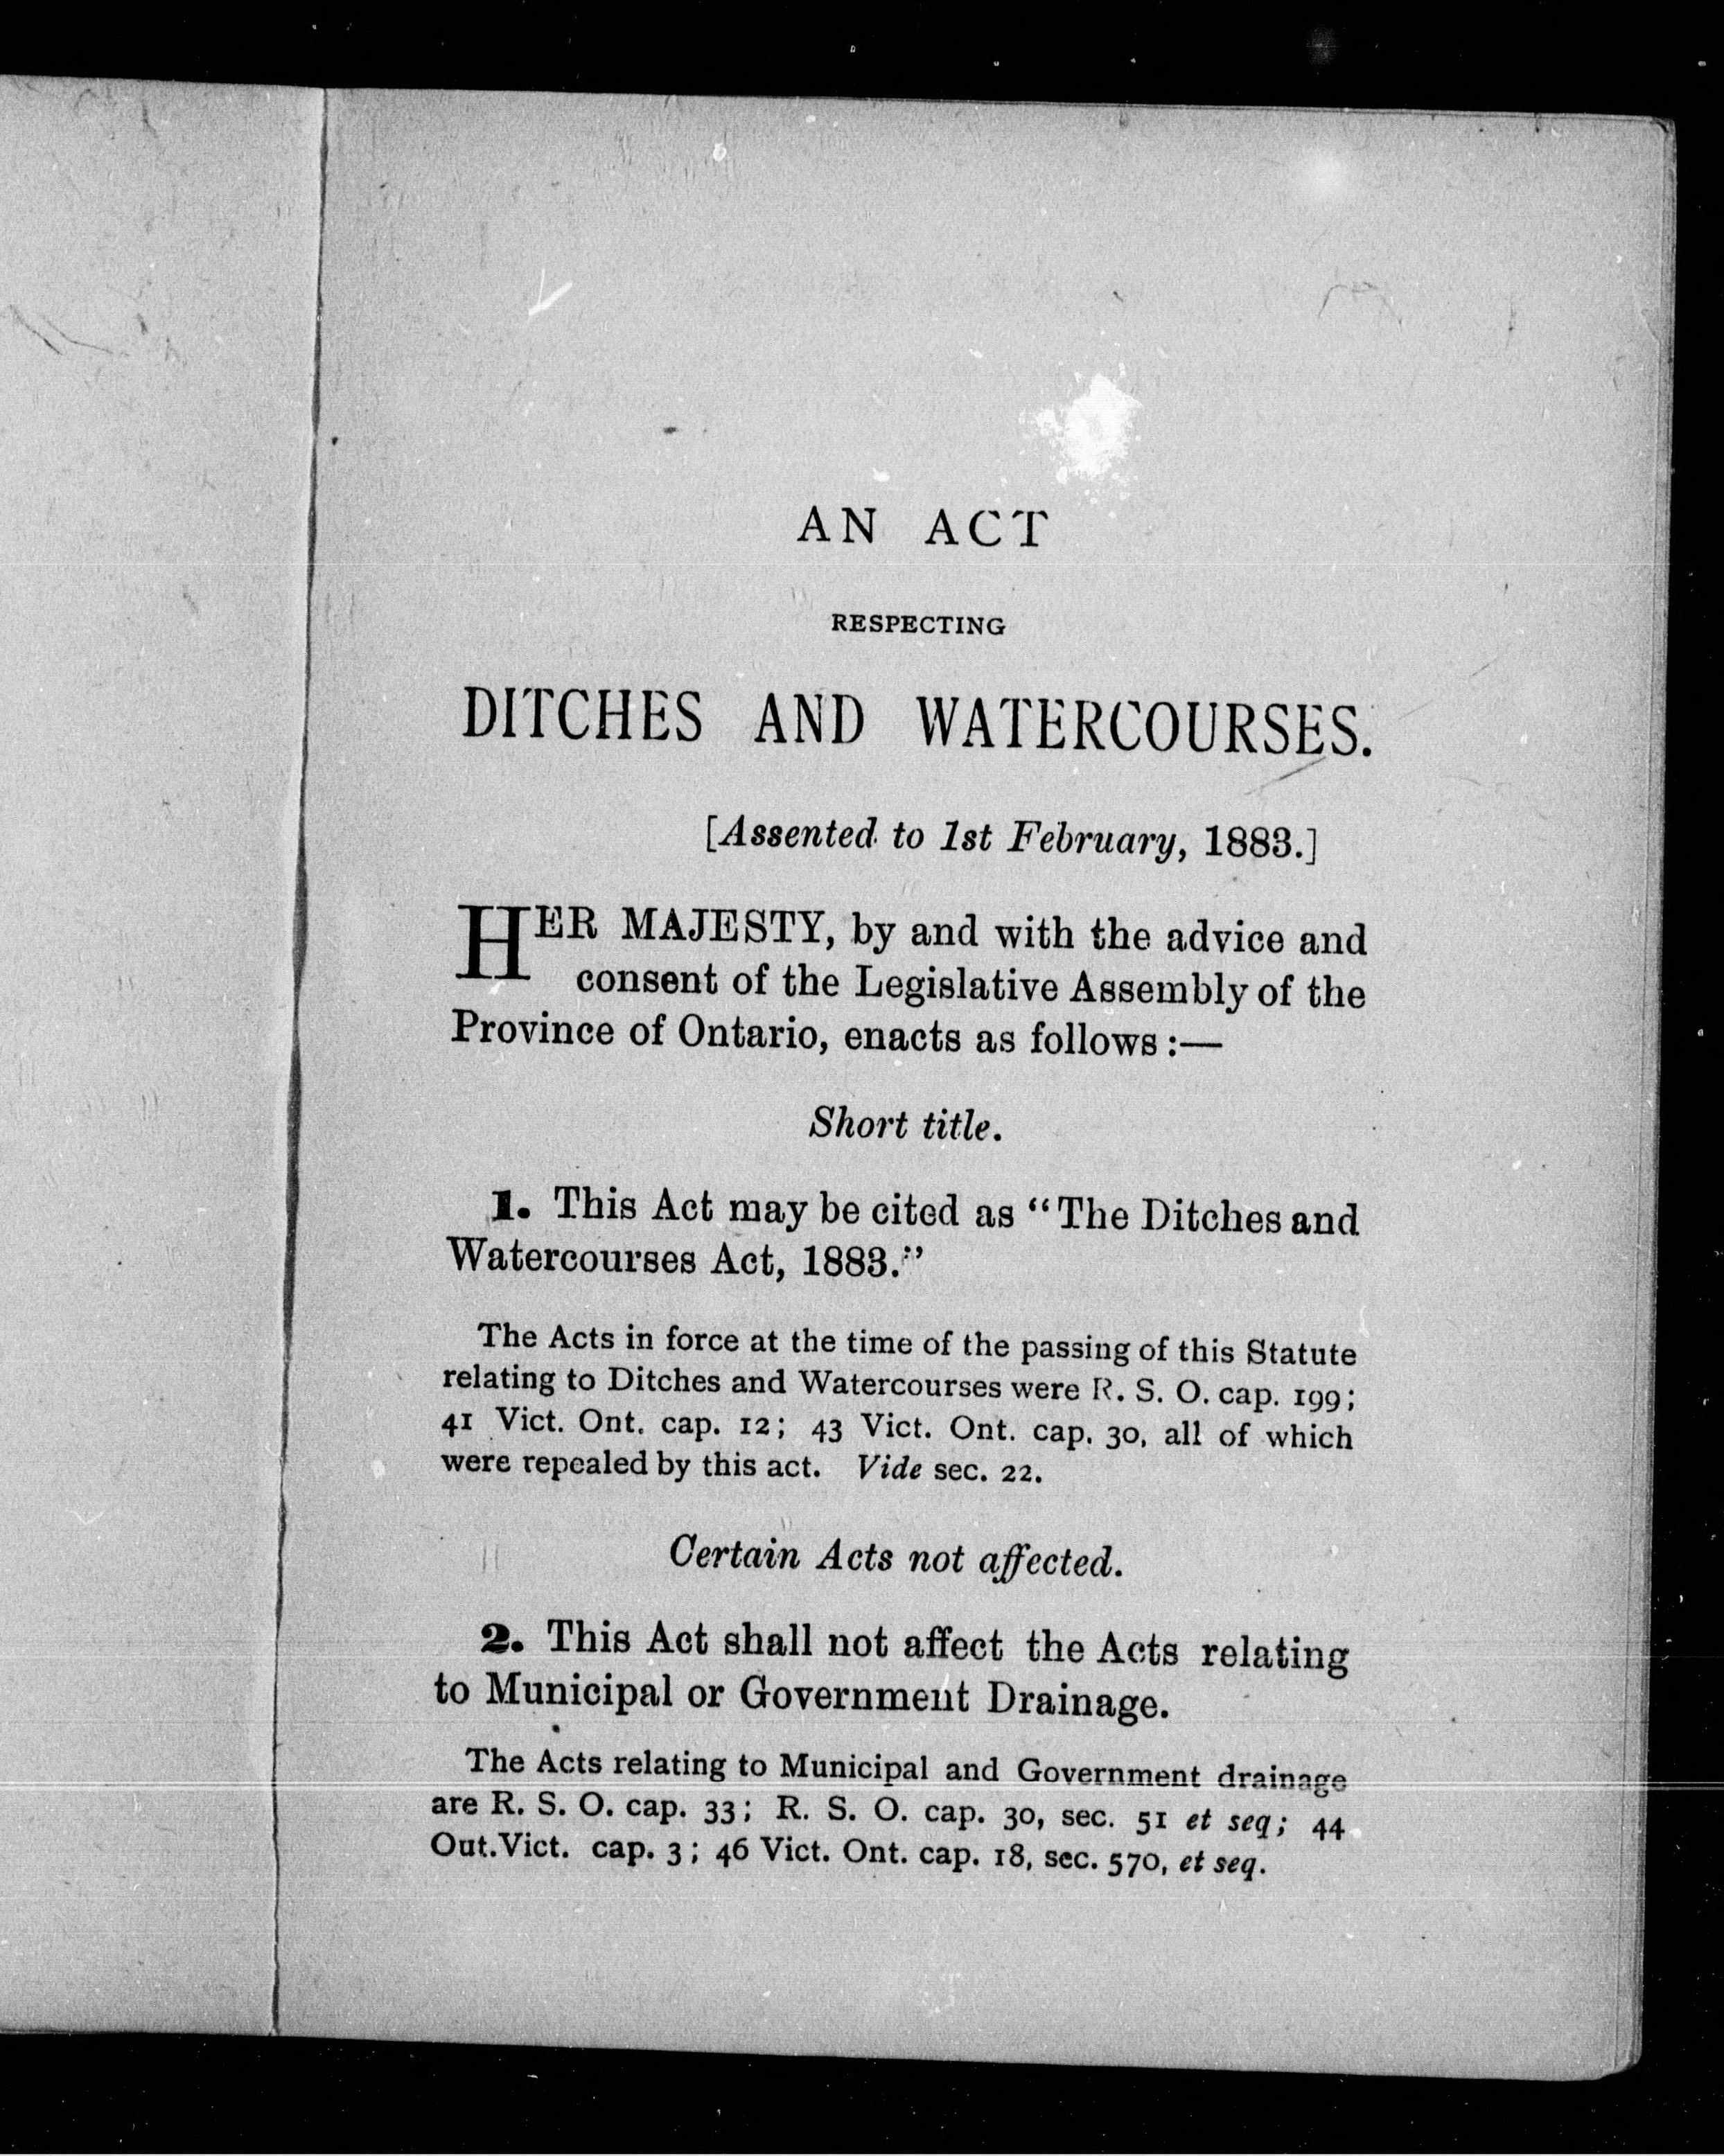 AN ACT
RESPECTING
DITCHES AND WATERCOURSES.
[Assented to 1st February, 1883.]
HER MAJESTY, by and with the advice and
consent of the Legislative Assembly of the
Province of Ontario, enacts as follows :—
Short title.
1. This Act may be cited as "The Ditches and
Watercourses Act, 1883."
The Acts in force at the time of the passing of this Statute
relating to Ditches and Watercourses were R. S. O. cap. 199;
41 Vict. Ont. cap. 12; 43 Vict. Ont. cap. 30, all of which
were repealed by this act. Vide sec. 22.
Certain Acts not affected.
2. This Act shall not affect the Acts relating
to Municipal or Government Drainage.
The Acts relating to Municipal and Government drainage
are R. S. O. cap. 33; R. S. O. cap. 30, sec. 51 et seq; 44
Out.Vict. cap. 3; 46 Vict. Ont. cap. 18, sec. 570, et seq.